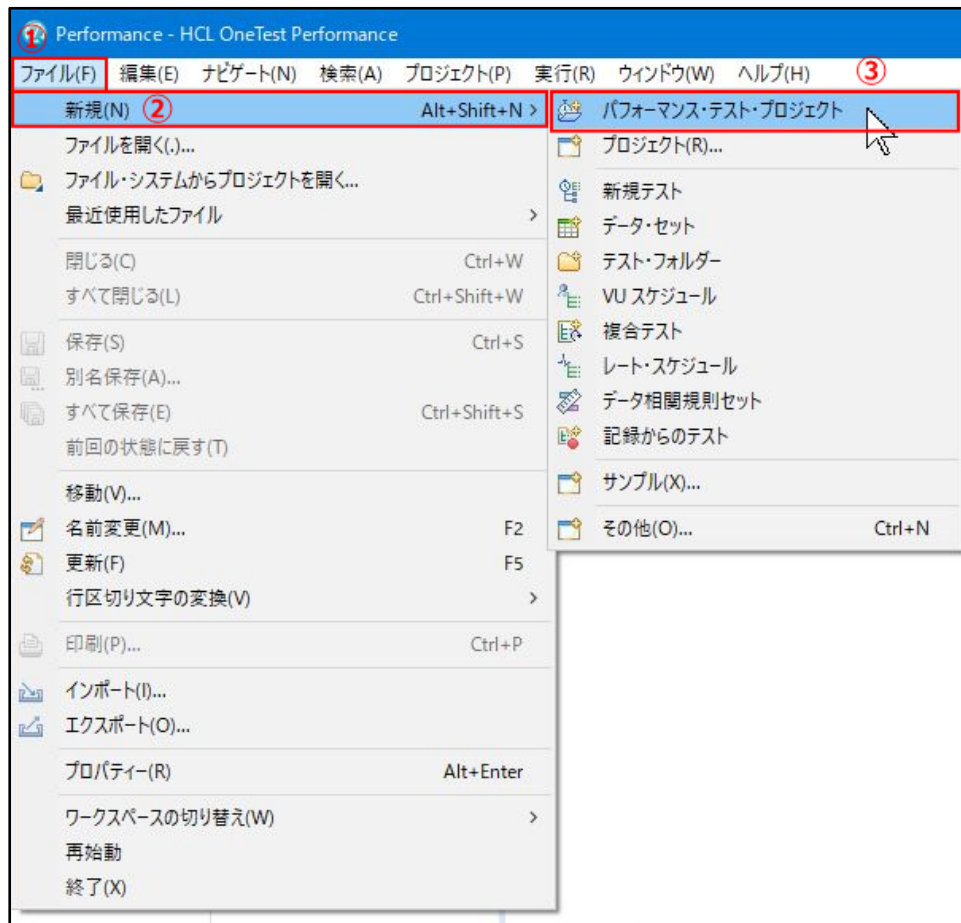 ① Performance - HCL OneTest Performance
ファイル(F) 編集(E) ナビゲート(N) 検索(A) プロジェクト(P) 実行(R) ウィンドウ(W) ヘルプ(H) ③
新規(N) ② Alt+Shift+N >
ファイルを開く(.)...
ファイル・システムからプロジェクトを開く...
最近使用したファイル >
閉じる(C) Ctrl+W
すべて閉じる(L) Ctrl+Shift+W
保存(S) Ctrl+S
別名保存(A)...
すべて保存(E) Ctrl+Shift+S
前回の状態に戻す(T)
移動(V)...
名前変更(M)... F2
更新(F) F5
行区切り文字の変換(V) >
印刷(P)... Ctrl+P
インポート(I)...
エクスポート(O)...
プロパティー(R) Alt+Enter
ワークスペースの切り替え(W) >
再始動
終了(X)
パフォーマンス・テスト・プロジェクト
プロジェクト(R)...
新規テスト
データ・セット
テスト・フォルダー
VU スケジュール
複合テスト
レート・スケジュール
データ相関規則セット
記録からのテスト
サンプル(X)...
その他(O)... Ctrl+N